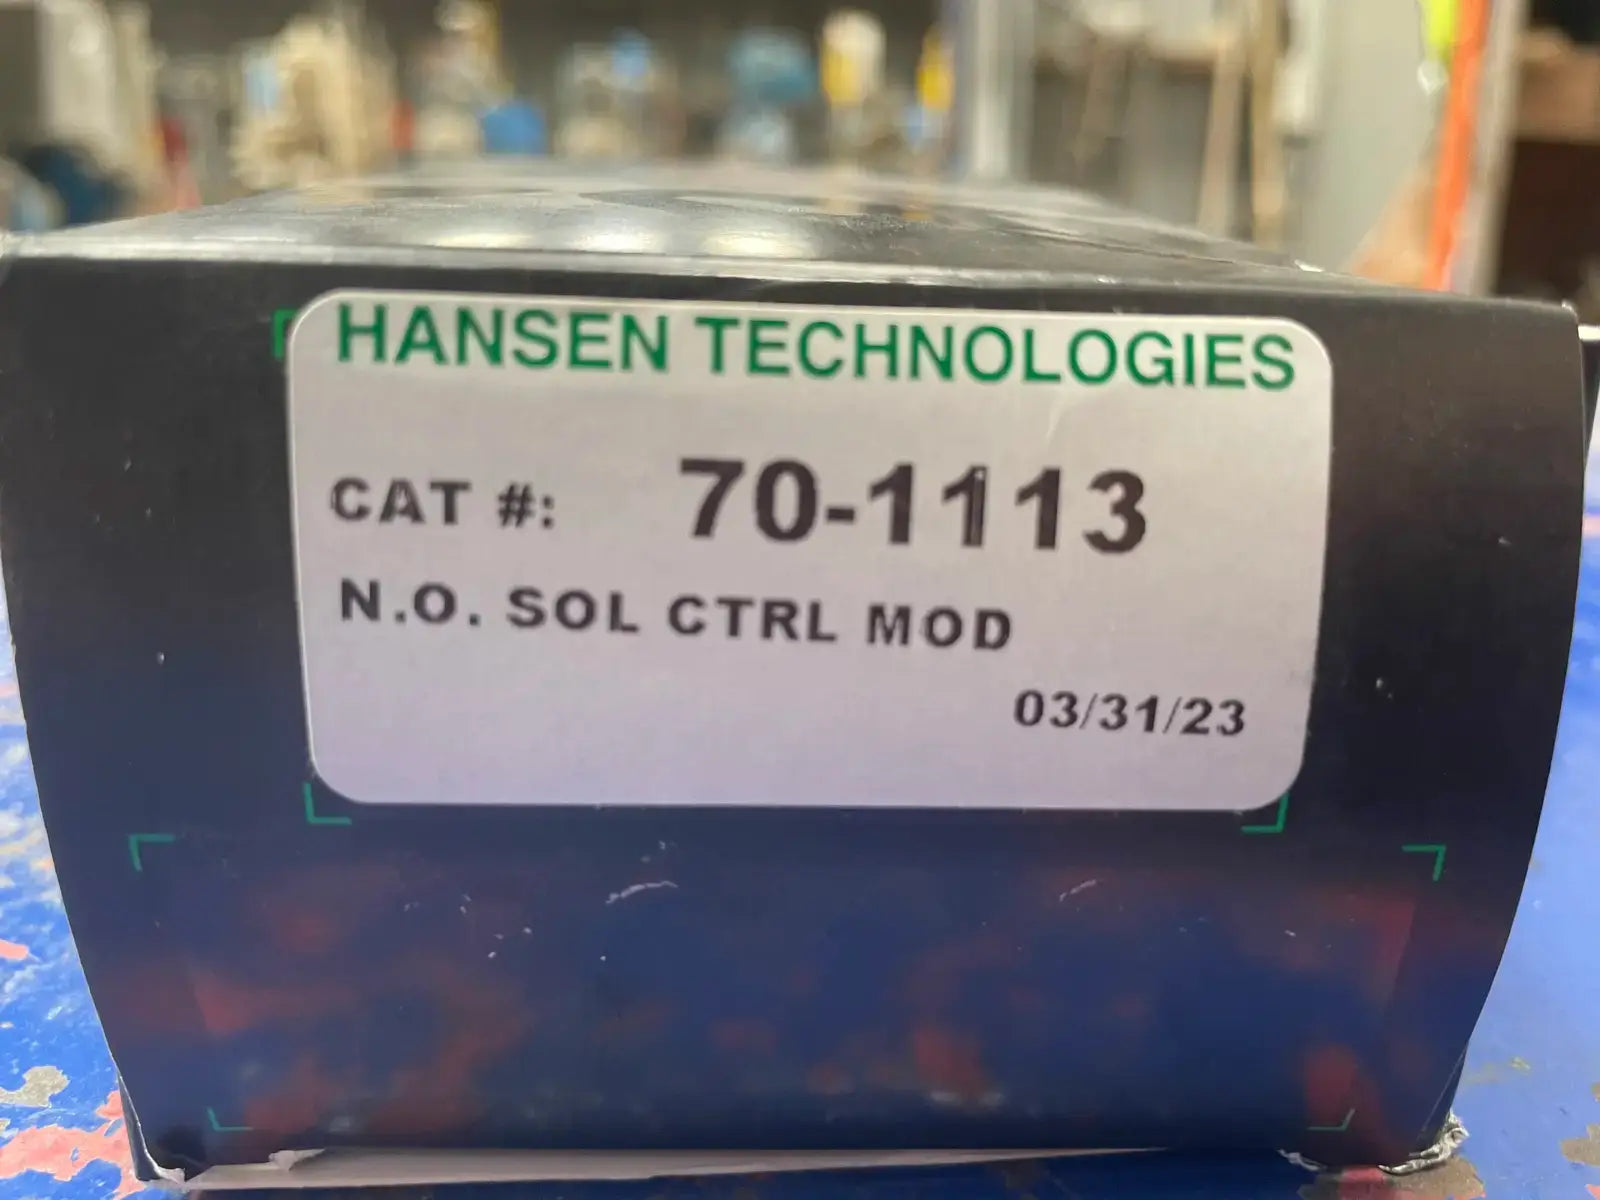 HANSEN TECHNOLOGIES
CAT #: 70-1113
N.O. SOL CTRL MOD
03/31/23